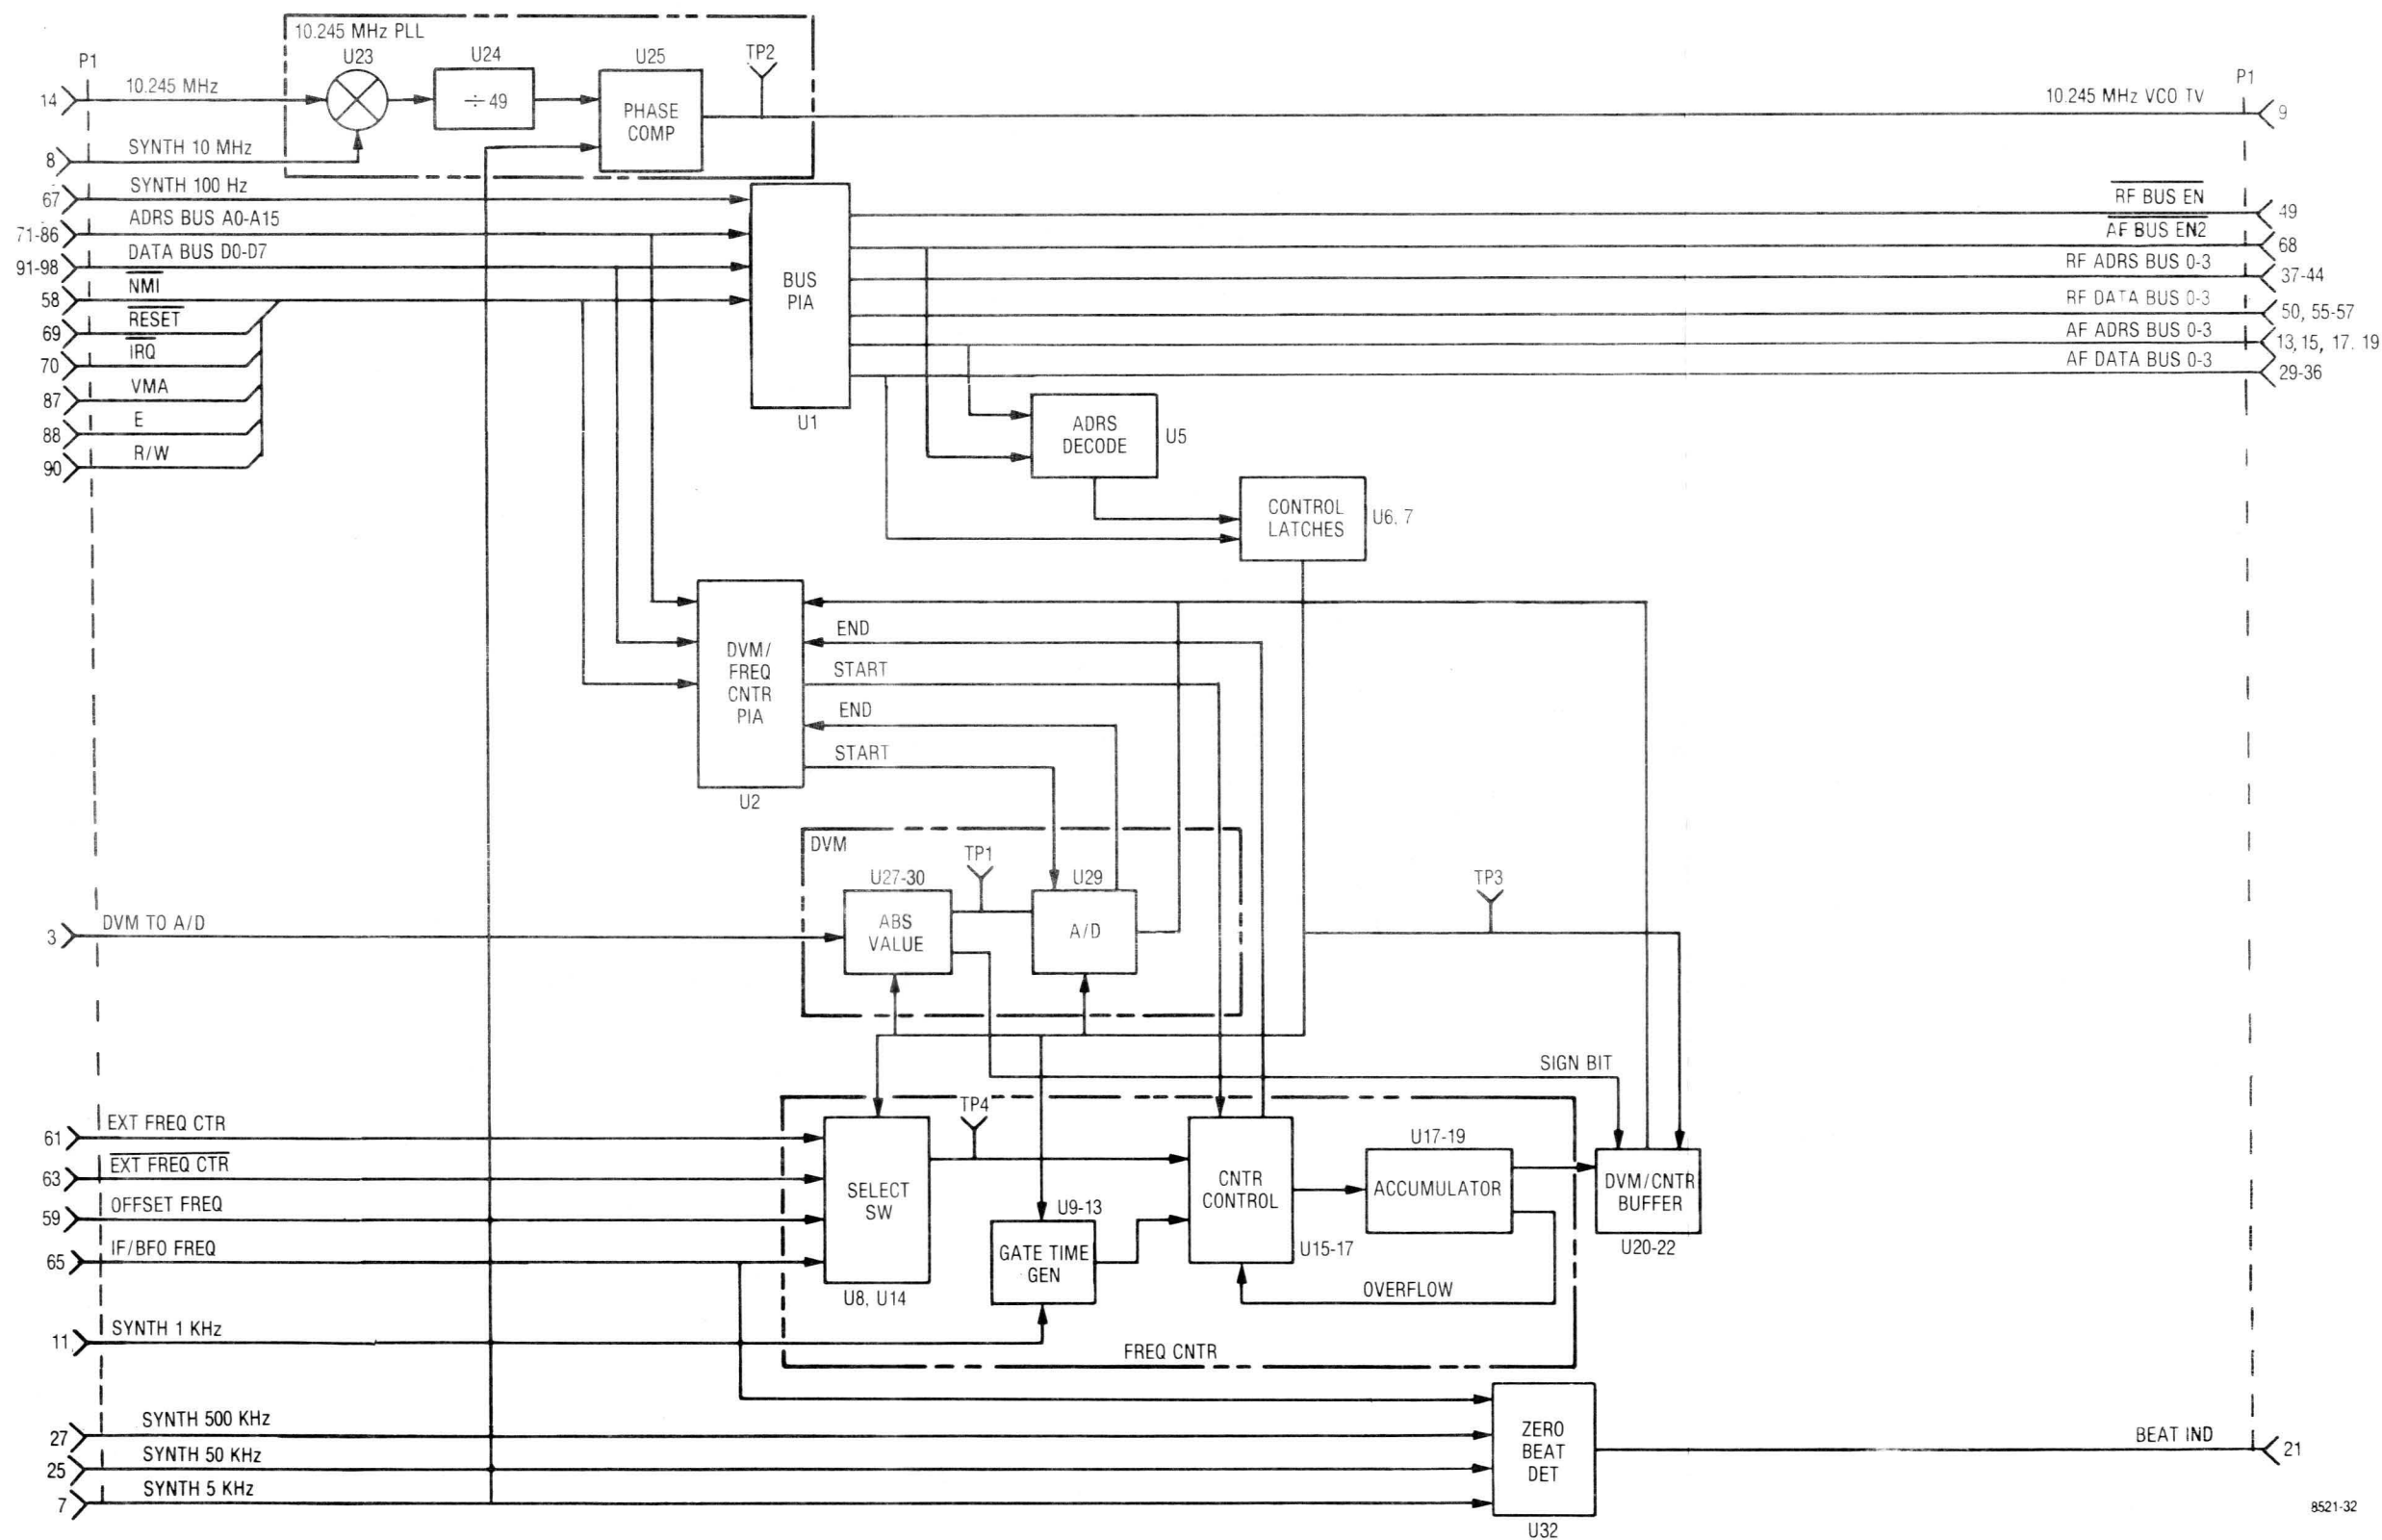 10.245 MHz PLL
U23
U24
U25
TP2
P1
P1
14
10.245 MHz
÷ 49
PHASE
COMP
10.245 MHz VCO TV
9
8
SYNTH 10 MHz
67
SYNTH 100 Hz
RF BUS EN
49
71-86
ADRS BUS A0-A15
AF BUS EN2
68
91-98
DATA BUS D0-D7
RF ADRS BUS 0-3
37-44
58
NMI
BUS
PIA
RF DATA BUS 0-3
50, 55-57
69
RESET
AF ADRS BUS 0-3
13, 15, 17. 19
70
IRQ
AF DATA BUS 0-3
29-36
87
VMA
88
E
90
R/W
U1
ADRS
DECODE
U5
CONTROL
LATCHES
U6. 7
DVM/
FREQ
CNTR
PIA
U2
END
START
END
START
DVM
TP1
U27-30
U29
TP3
3
DVM TO A/D
ABS
VALUE
A/D
SIGN BIT
TP4
61
EXT FREQ CTR
63
EXT FREQ CTR
59
OFFSET FREQ
65
IF/BFO FREQ
SELECT
SW
U8, U14
U9-13
GATE TIME
GEN
CNTR
CONTROL
U15-17
U17-19
ACCUMULATOR
OVERFLOW
DVM/CNTR
BUFFER
U20-22
11
SYNTH 1 KHz
FREQ CNTR
27
SYNTH 500 KHz
25
SYNTH 50 KHz
7
SYNTH 5 KHz
ZERO
BEAT
DET
U32
BEAT IND
21
8521-32